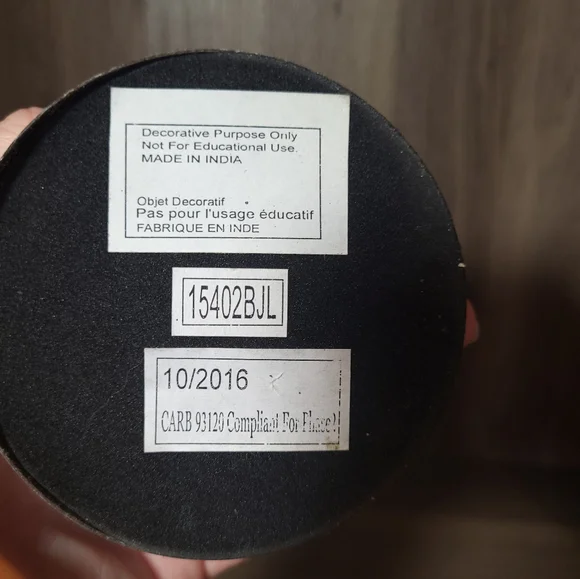 Decorative Purpose Only
Not For Educational Use.
MADE IN INDIA
Objet Decoratif
Pas pour l'usage éducatif
FABRIQUE EN INDE
15402BJL
10/2016
CARB 93120 Compliant For Phase2